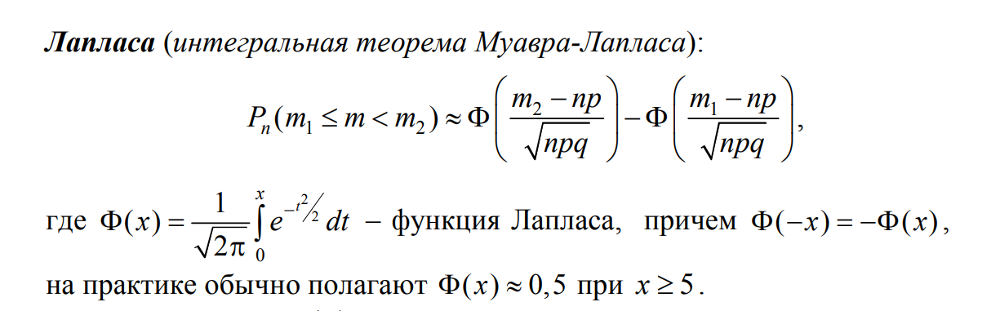 Лапласа (интегральная теорема Муавра-Лапласа):
$P_n(m_1 \leq m < m_2) \approx \Phi\left(\frac{m_2 - np}{\sqrt{npq}}\right) - \Phi\left(\frac{m_1 - np}{\sqrt{npq}}\right),$
где $\Phi(x) = \frac{1}{\sqrt{2\pi}} \int_0^x e^{-t^2/2} dt$ – функция Лапласа, причем $\Phi(-x) = -\Phi(x)$,
на практике обычно полагают $\Phi(x) \approx 0,5$ при $x \geq 5$.